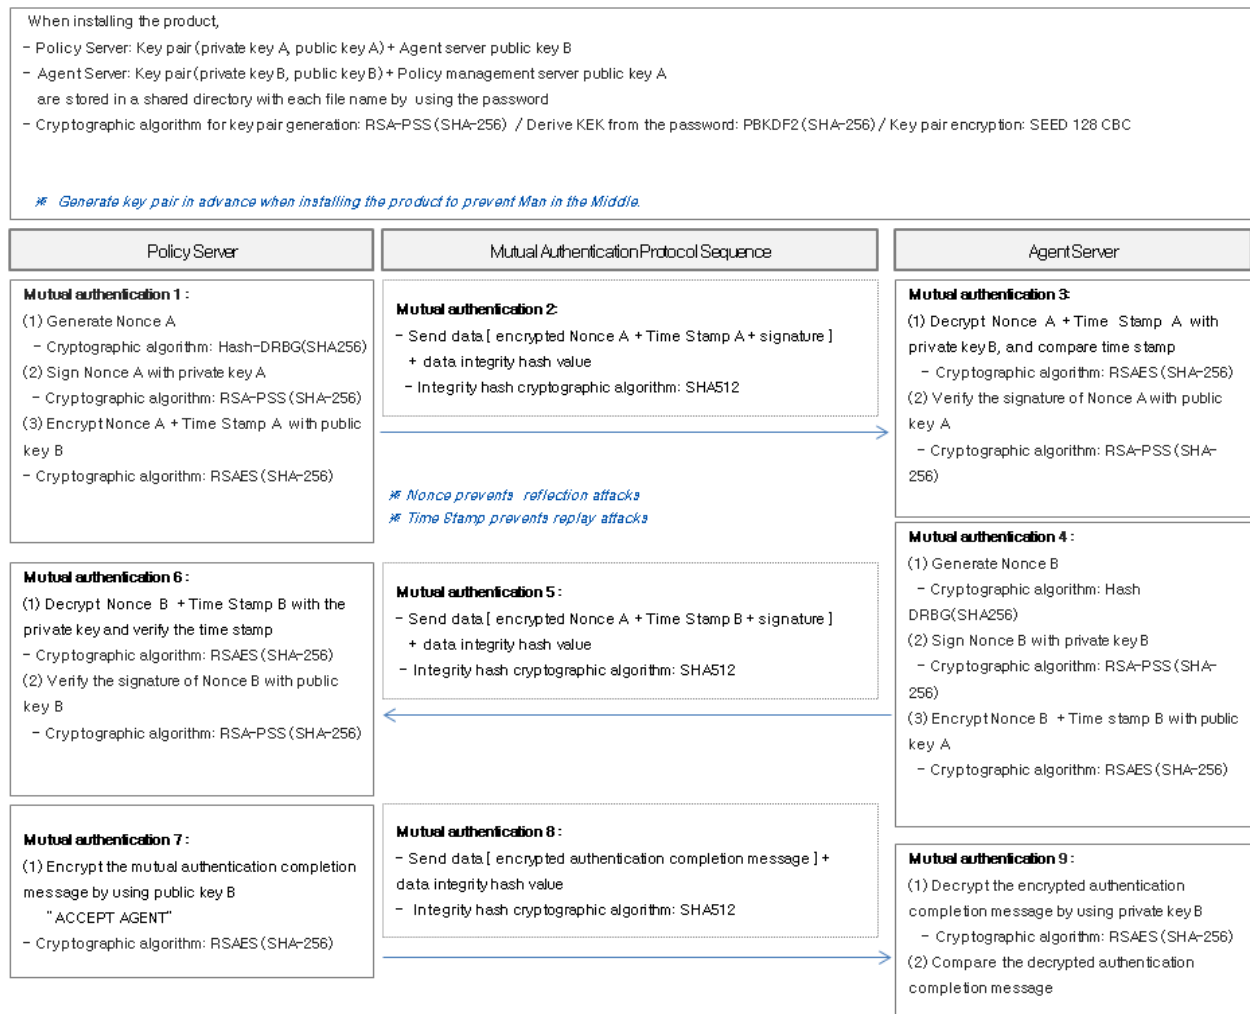 When installing the product,
- Policy Server: Key pair (private key A, public key A) + Agent server public key B
- Agent Server: Key pair (private key B, public key B) + Policy management server public key A
are stored in a shared directory with each file name by using the password
- Cryptographic algorithm for key pair generation: RSA-PSS (SHA-256) / Derive KEK from the password: PBKDF2 (SHA-256) / Key pair encryption: SEED 128 CBC
※ Generate key pair in advance when installing the product to prevent Man in the Middle.
Policy Server
Mutual Authentication Protocol Sequence
Agent Server
Mutual authentication 1 :
(1) Generate Nonce A
- Cryptographic algorithm: Hash-DRBG(SHA256)
(2) Sign Nonce A with private key A
- Cryptographic algorithm: RSA-PSS (SHA-256)
(3) Encrypt Nonce A + Time Stamp A with public
key B
- Cryptographic algorithm: RSAES (SHA-256)
Mutual authentication 2:
- Send data [ encrypted Nonce A + Time Stamp A + signature ]
+ data integrity hash value
- Integrity hash cryptographic algorithm: SHA512
※ Nonce prevents reflection attacks
※ Time Stamp prevents replay attacks
Mutual authentication 3:
(1) Decrypt Nonce A + Time Stamp A with
private key B, and compare time stamp
- Cryptographic algorithm: RSAES (SHA-256)
(2) Verify the signature of Nonce A with public
key A
- Cryptographic algorithm: RSA-PSS (SHA-
256)
Mutual authentication 4 :
(1) Generate Nonce B
- Cryptographic algorithm: Hash
DRBG(SHA256)
(2) Sign Nonce B with private key B
- Cryptographic algorithm: RSA-PSS (SHA-
256)
(3) Encrypt Nonce B + Time stamp B with public
key A
- Cryptographic algorithm: RSAES (SHA-256)
Mutual authentication 5 :
- Send data [ encrypted Nonce A + Time Stamp B + signature ]
+ data integrity hash value
- Integrity hash cryptographic algorithm: SHA512
Mutual authentication 6 :
(1) Decrypt Nonce B + Time Stamp B with the
private key and verify the time stamp
- Cryptographic algorithm: RSAES (SHA-256)
(2) Verify the signature of Nonce B with public
key B
- Cryptographic algorithm: RSA-PSS (SHA-256)
Mutual authentication 7 :
(1) Encrypt the mutual authentication completion
message by using public key B
"ACCEPT AGENT"
- Cryptographic algorithm: RSAES (SHA-256)
Mutual authentication 8 :
- Send data [ encrypted authentication completion message ] +
data integrity hash value
- Integrity hash cryptographic algorithm: SHA512
Mutual authentication 9 :
(1) Decrypt the encrypted authentication
completion message by using private key B
- Cryptographic algorithm: RSAES (SHA-256)
(2) Compare the decrypted authentication
completion message